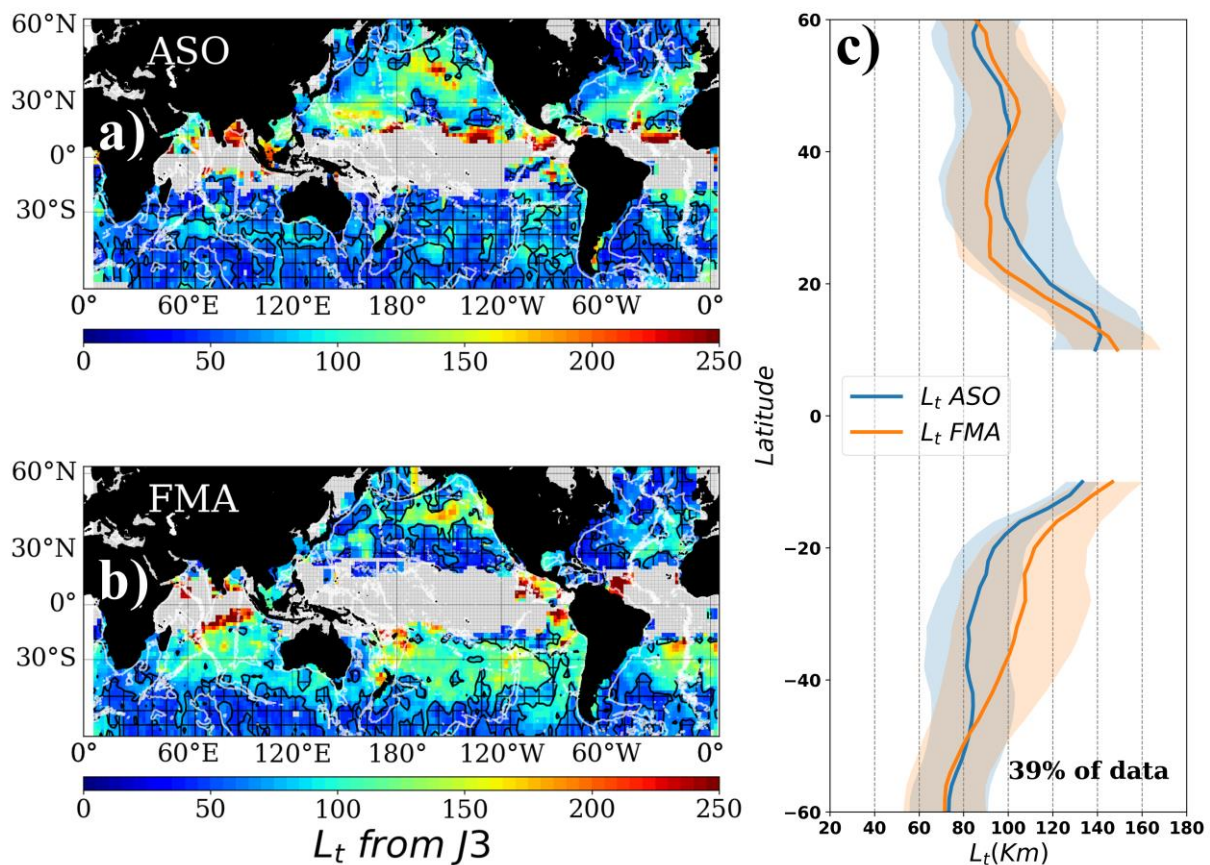 ASO
a)
60°N
30°N
0°
30°S
0° 60°E 120°E 180° 120°W 60°W 0°
0 50 100 150 200 250
FMA
b)
60°N
30°N
0°
30°S
0° 60°E 120°E 180° 120°W 60°W 0°
0 50 100 150 200 250
L_t from J3
c)
60
40
20
0
−20
−40
−60
Latitude
L_t ASO
L_t FMA
39% of data
20 40 60 80 100 120 140 160 180
L_t(Km)